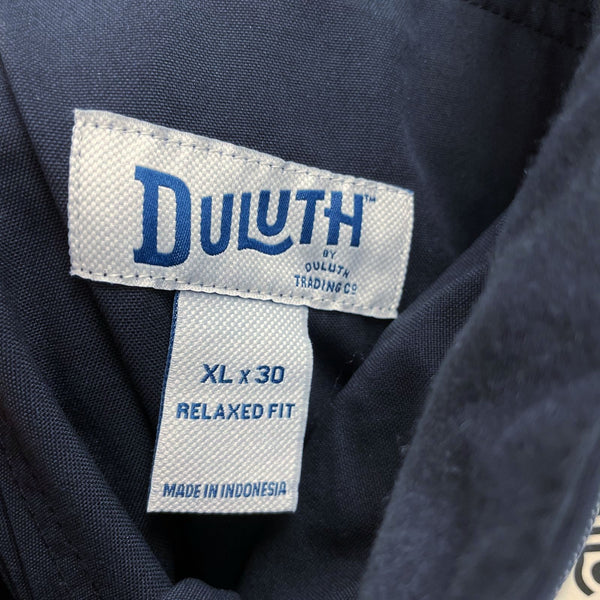 DULUTH™
BY
DULUTH
TRADING CO
XL x 30
RELAXED FIT
MADE IN INDONESIA